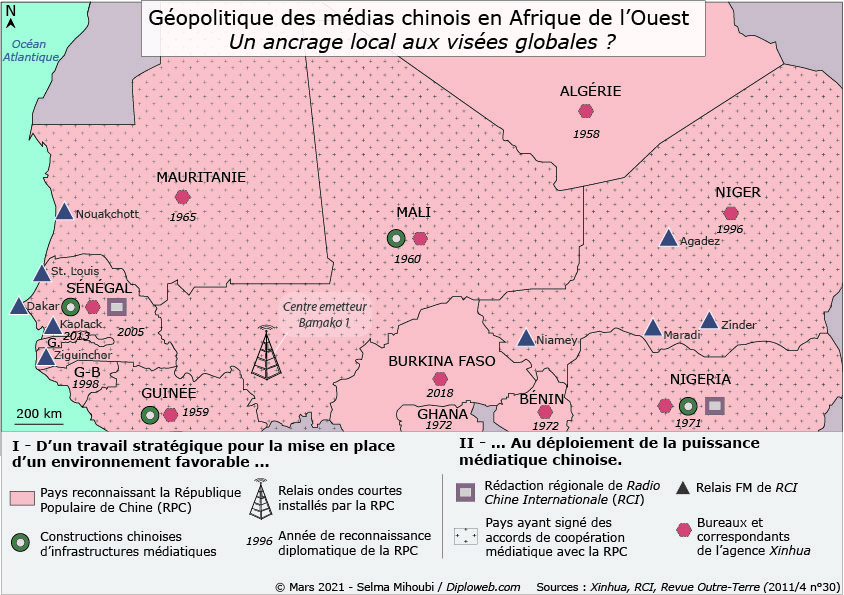 Géopolitique des médias chinois en Afrique de l'Ouest
Un ancrage local aux visées globales ?
N
Océan
Atlantique
ALGÉRIE
1958
MAURITANIE
1965
Nouakchott
MALI
1960
NIGER
1996
Agadez
St. Louis
SÉNÉGAL
Dakar
2005
Kaolack
2013
G.
Ziguinchor
G-B
1998
Centre emetteur
Bamako 1
Niamey
Maradi
Zinder
BURKINA FASO
2018
GUINÉE
1959
GHANA
1972
BÉNIN
1972
NIGERIA
1971
200 km
I - D'un travail stratégique pour la mise en place
d'un environnement favorable ...
Pays reconnaissant la République
Populaire de Chine (RPC)
Constructions chinoises
d'infrastructures médiatiques
Relais ondes courtes
installés par la RPC
1996
Année de reconnaissance
diplomatique de la RPC
II - ... Au déploiement de la puissance
médiatique chinoise.
Rédaction régionale de Radio
Chine Internationale (RCI)
Relais FM de RCI
Pays ayant signé des
accords de coopération
médiatique avec la RPC
Bureaux et
correspondants
de l'agence Xinhua
© Mars 2021 - Selma Mihoubi / Diploweb.com
Sources : Xinhua, RCI, Revue Outre-Terre (2011/4 n°30)